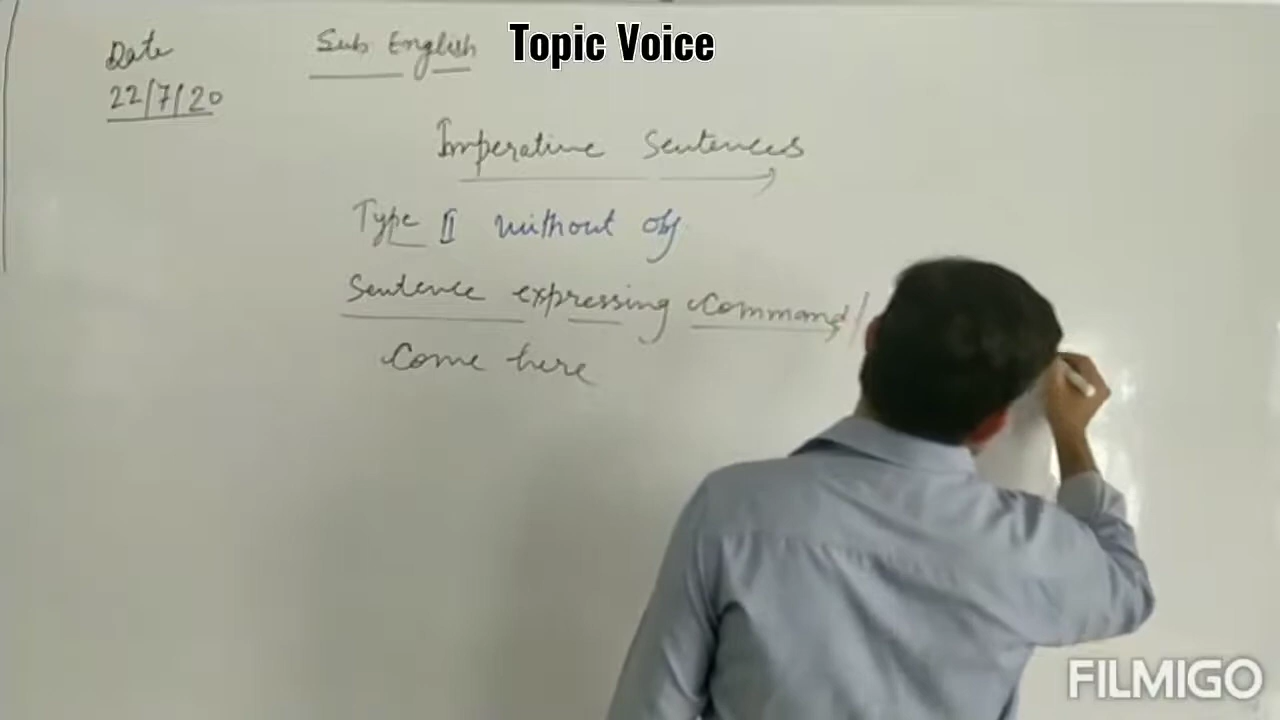 Date
22/7/20
Sub English
Topic Voice
Imperative Sentences
Type II without obj
Sentence expressing command/
Come here
FILMIGO